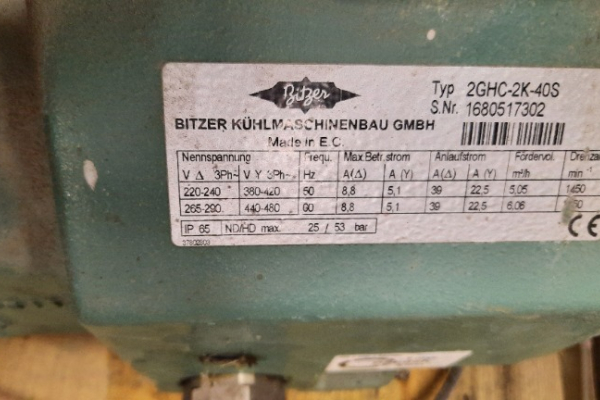 Bitzer
Typ 2GHC-2K-40S
S.Nr. 1680517302
BITZER KÜHLMASCHINENBAU GMBH
Made in E.C.
Nennspannung Frequ. Max.Betr.strom Anlaufstrom Fördervol.
V Δ 3Ph~ V Y 3Ph~ Hz A(Δ) A (Y) A(Δ) A (Y) m³/h min⁻¹
220-240 380-420 50 8,8 5,1 39 22,5 5,05 1450
265-290 440-480 60 8,8 5,1 39 22,5 6,06
IP 65 ND/HD max. 25 / 53 bar
CE